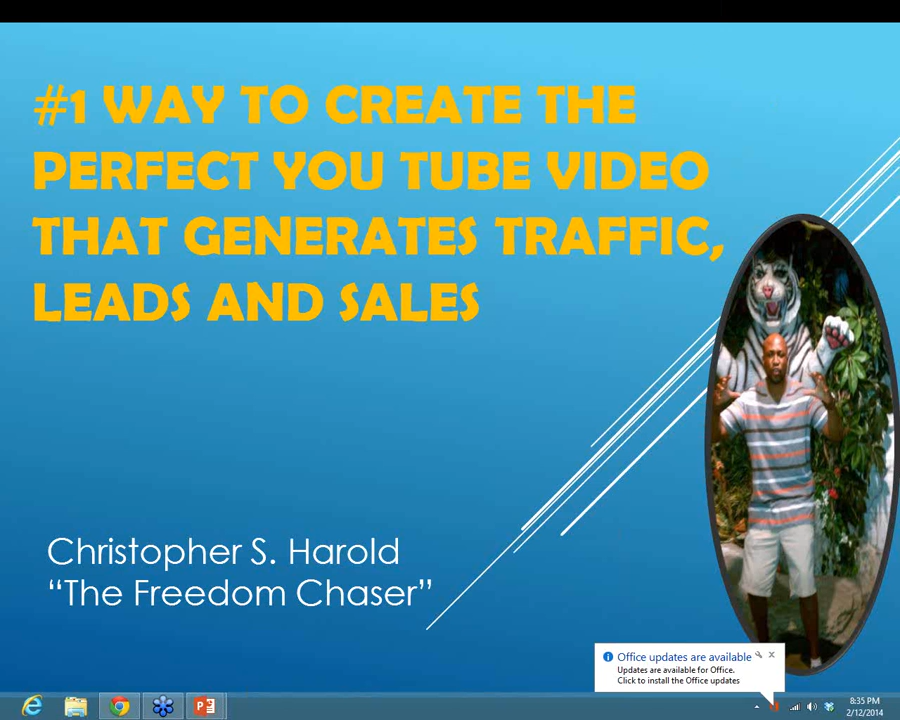 #1 WAY TO CREATE THE
PERFECT YOU TUBE VIDEO
THAT GENERATES TRAFFIC,
LEADS AND SALES
Christopher S. Harold
“The Freedom Chaser”
Office updates are available
Updates are available for Office.
Click to install the Office updates
8:35 PM
2/12/2014